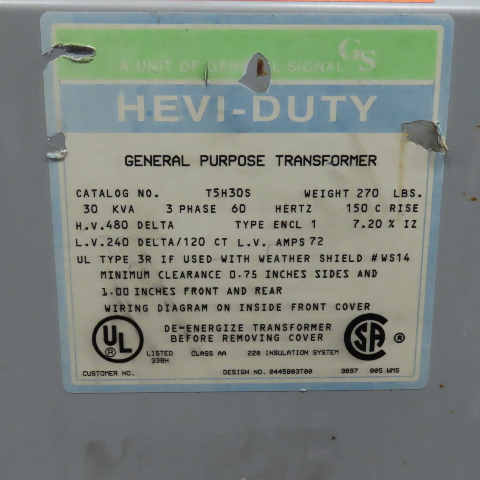 A UNIT OF GENERAL SIGNAL GS
HEVI-DUTY
GENERAL PURPOSE TRANSFORMER
CATALOG NO. T5H30S WEIGHT 270 LBS.
30 KVA 3 PHASE 60 HERTZ 150 C RISE
H.V. 480 DELTA TYPE ENCL 1 7.20 % IZ
L.V. 240 DELTA/120 CT L.V. AMPS 72
UL TYPE 3R IF USED WITH WEATHER SHIELD #WS14
MINIMUM CLEARANCE 0.75 INCHES SIDES AND
1.00 INCHES FRONT AND REAR
WIRING DIAGRAM ON INSIDE FRONT COVER
DE-ENERGIZE TRANSFORMER
BEFORE REMOVING COVER
UL ® LISTED 338H CLASS AA 220 INSULATION SYSTEM SA ®
CUSTOMER NO. DESIGN NO. 0445803T00 3897 005 WMS